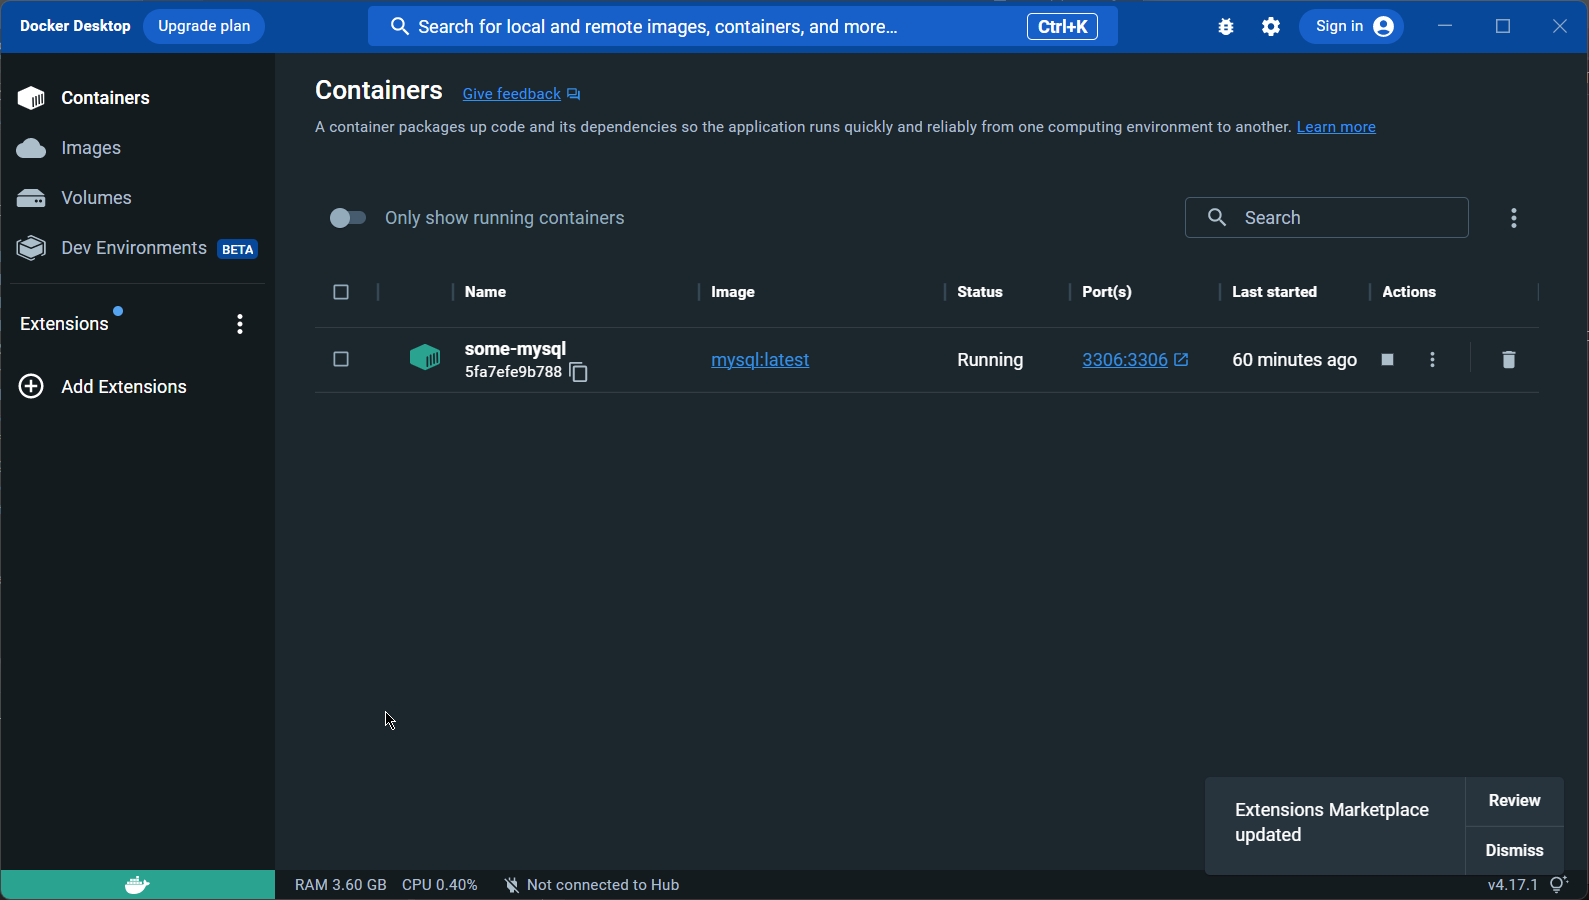 Docker Desktop
Upgrade plan
Search for local and remote images, containers, and more...
Ctrl+K
Sign in
Containers
Images
Volumes
Dev Environments BETA
Extensions
Add Extensions
Containers
Give feedback
A container packages up code and its dependencies so the application runs quickly and reliably from one computing environment to another. Learn more
Only show running containers
Search
Name Image Status Port(s) Last started Actions
some-mysql
5fa7efe9b788
mysql:latest
Running
3306:3306
60 minutes ago
Extensions Marketplace
updated
Review
Dismiss
RAM 3.60 GB CPU 0.40% Not connected to Hub
v4.17.1